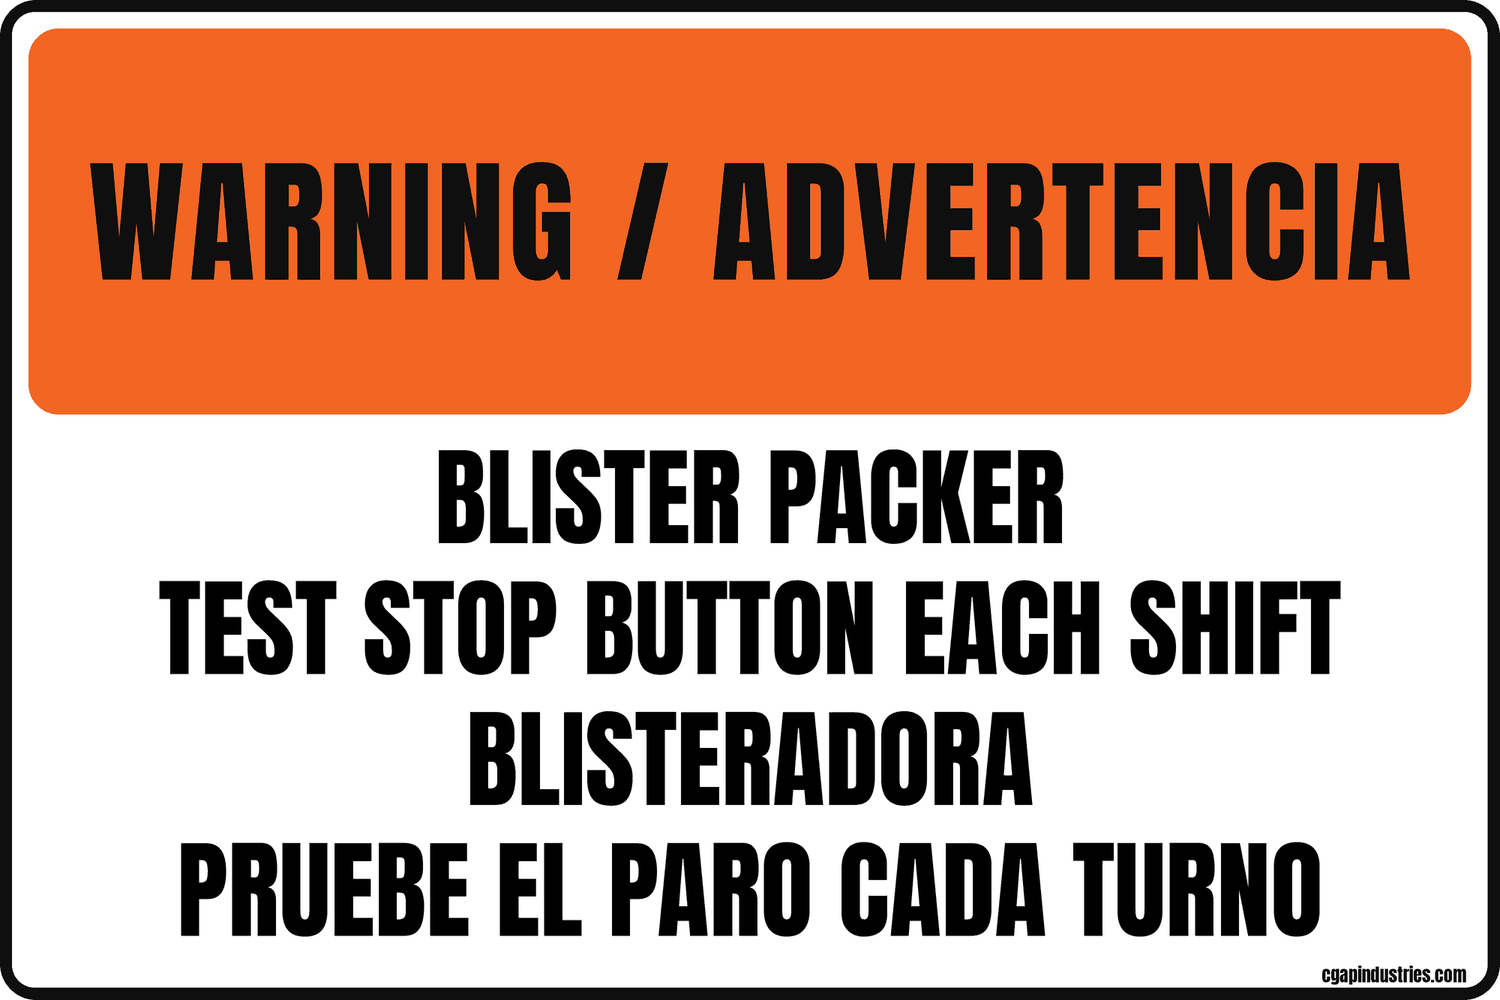 WARNING / ADVERTENCIA
BLISTER PACKER
TEST STOP BUTTON EACH SHIFT
BLISTERADORA
PRUEBE EL PARO CADA TURNO
cgapindustries.com